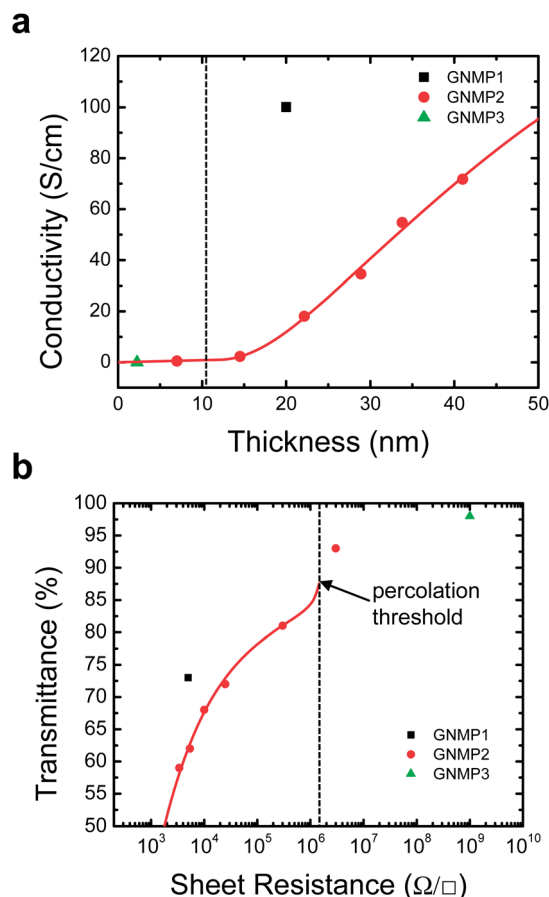 a
120
100
80
60
40
20
0
Conductivity (S/cm)
GNMP1
GNMP2
GNMP3
0 10 20 30 40 50
Thickness (nm)
b
100
95
90
85
80
75
70
65
60
55
50
Transmittance (%)
percolation
threshold
GNMP1
GNMP2
GNMP3
10³ 10⁴ 10⁵ 10⁶ 10⁷ 10⁸ 10⁹ 10¹⁰
Sheet Resistance (Ω/□)